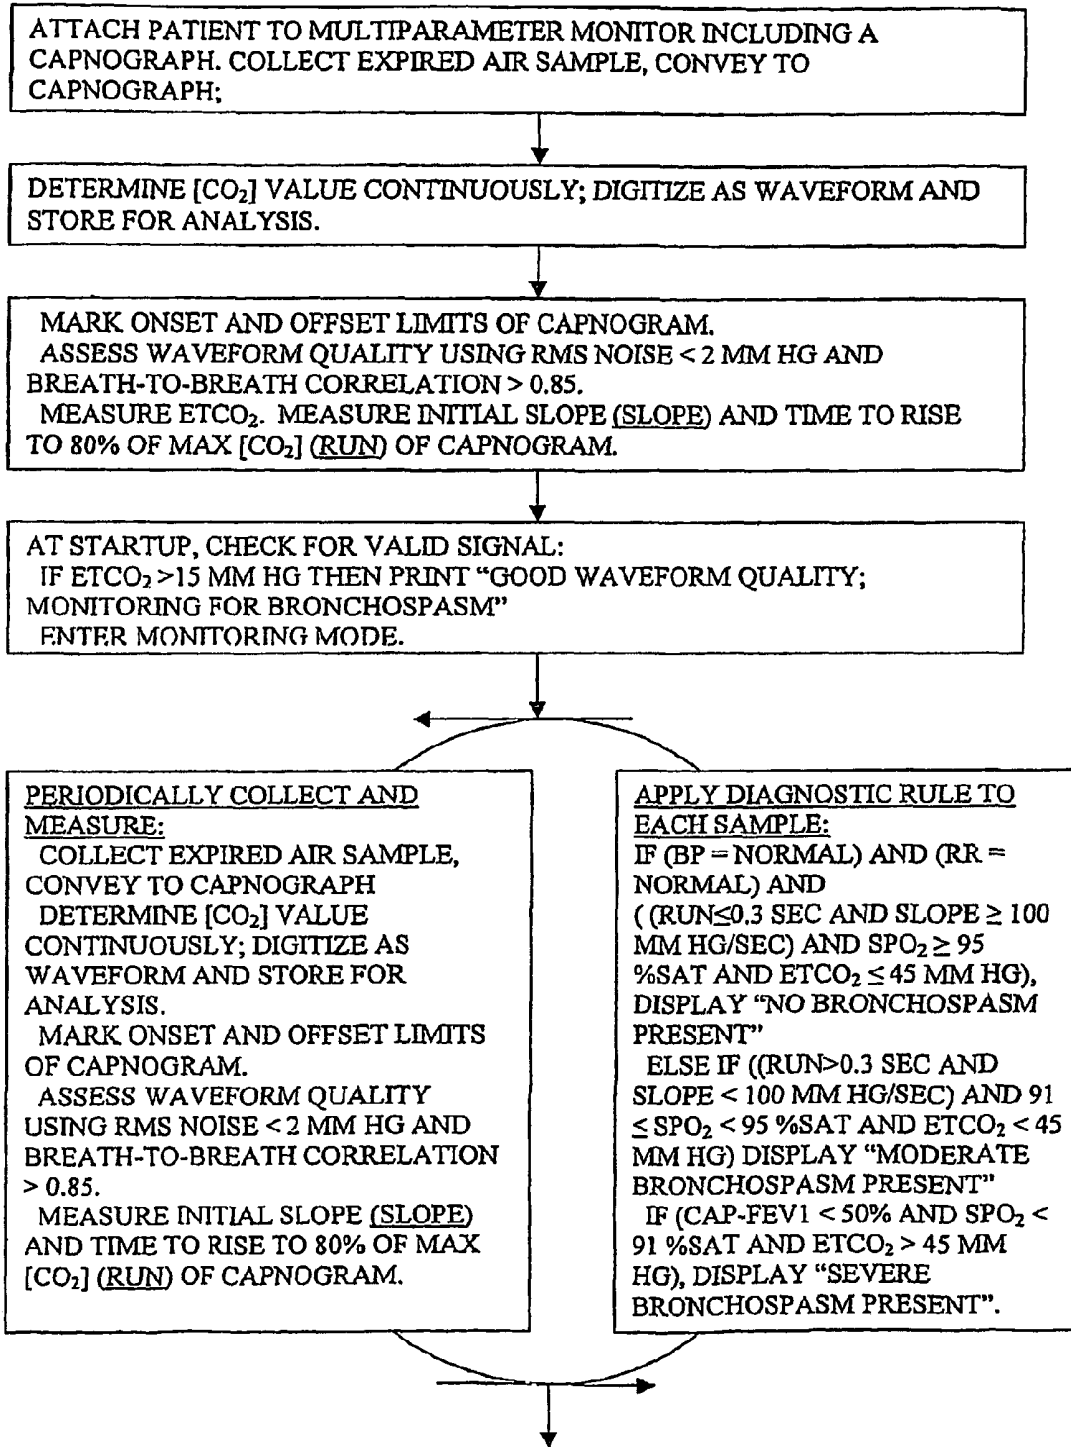 ATTACH PATIENT TO MULTIPARAMETER MONITOR INCLUDING A
CAPNOGRAPH. COLLECT EXPIRED AIR SAMPLE, CONVEY TO
CAPNOGRAPH;
DETERMINE [CO₂] VALUE CONTINUOUSLY; DIGITIZE AS WAVEFORM AND
STORE FOR ANALYSIS.
MARK ONSET AND OFFSET LIMITS OF CAPNOGRAM.
ASSESS WAVEFORM QUALITY USING RMS NOISE < 2 MM HG AND
BREATH-TO-BREATH CORRELATION > 0.85.
MEASURE ETCO₂. MEASURE INITIAL SLOPE (SLOPE) AND TIME TO RISE
TO 80% OF MAX [CO₂] (RUN) OF CAPNOGRAM.
AT STARTUP, CHECK FOR VALID SIGNAL:
IF ETCO₂ >15 MM HG THEN PRINT “GOOD WAVEFORM QUALITY;
MONITORING FOR BRONCHOSPASM”
ENTER MONITORING MODE.
PERIODICALLY COLLECT AND
MEASURE:
COLLECT EXPIRED AIR SAMPLE,
CONVEY TO CAPNOGRAPH
DETERMINE [CO₂] VALUE
CONTINUOUSLY; DIGITIZE AS
WAVEFORM AND STORE FOR
ANALYSIS.
MARK ONSET AND OFFSET LIMITS
OF CAPNOGRAM.
ASSESS WAVEFORM QUALITY
USING RMS NOISE < 2 MM HG AND
BREATH-TO-BREATH CORRELATION
> 0.85.
MEASURE INITIAL SLOPE (SLOPE)
AND TIME TO RISE TO 80% OF MAX
[CO₂] (RUN) OF CAPNOGRAM.
APPLY DIAGNOSTIC RULE TO
EACH SAMPLE:
IF (BP = NORMAL) AND (RR =
NORMAL) AND
( (RUN≤0.3 SEC AND SLOPE ≥ 100
MM HG/SEC) AND SPO₂ ≥ 95
%SAT AND ETCO₂ ≤ 45 MM HG),
DISPLAY “NO BRONCHOSPASM
PRESENT”
ELSE IF ((RUN>0.3 SEC AND
SLOPE < 100 MM HG/SEC) AND 91
≤ SPO₂ < 95 %SAT AND ETCO₂ < 45
MM HG) DISPLAY “MODERATE
BRONCHOSPASM PRESENT”
IF (CAP-FEV1 < 50% AND SPO₂ <
91 %SAT AND ETCO₂ > 45 MM
HG), DISPLAY “SEVERE
BRONCHOSPASM PRESENT”.